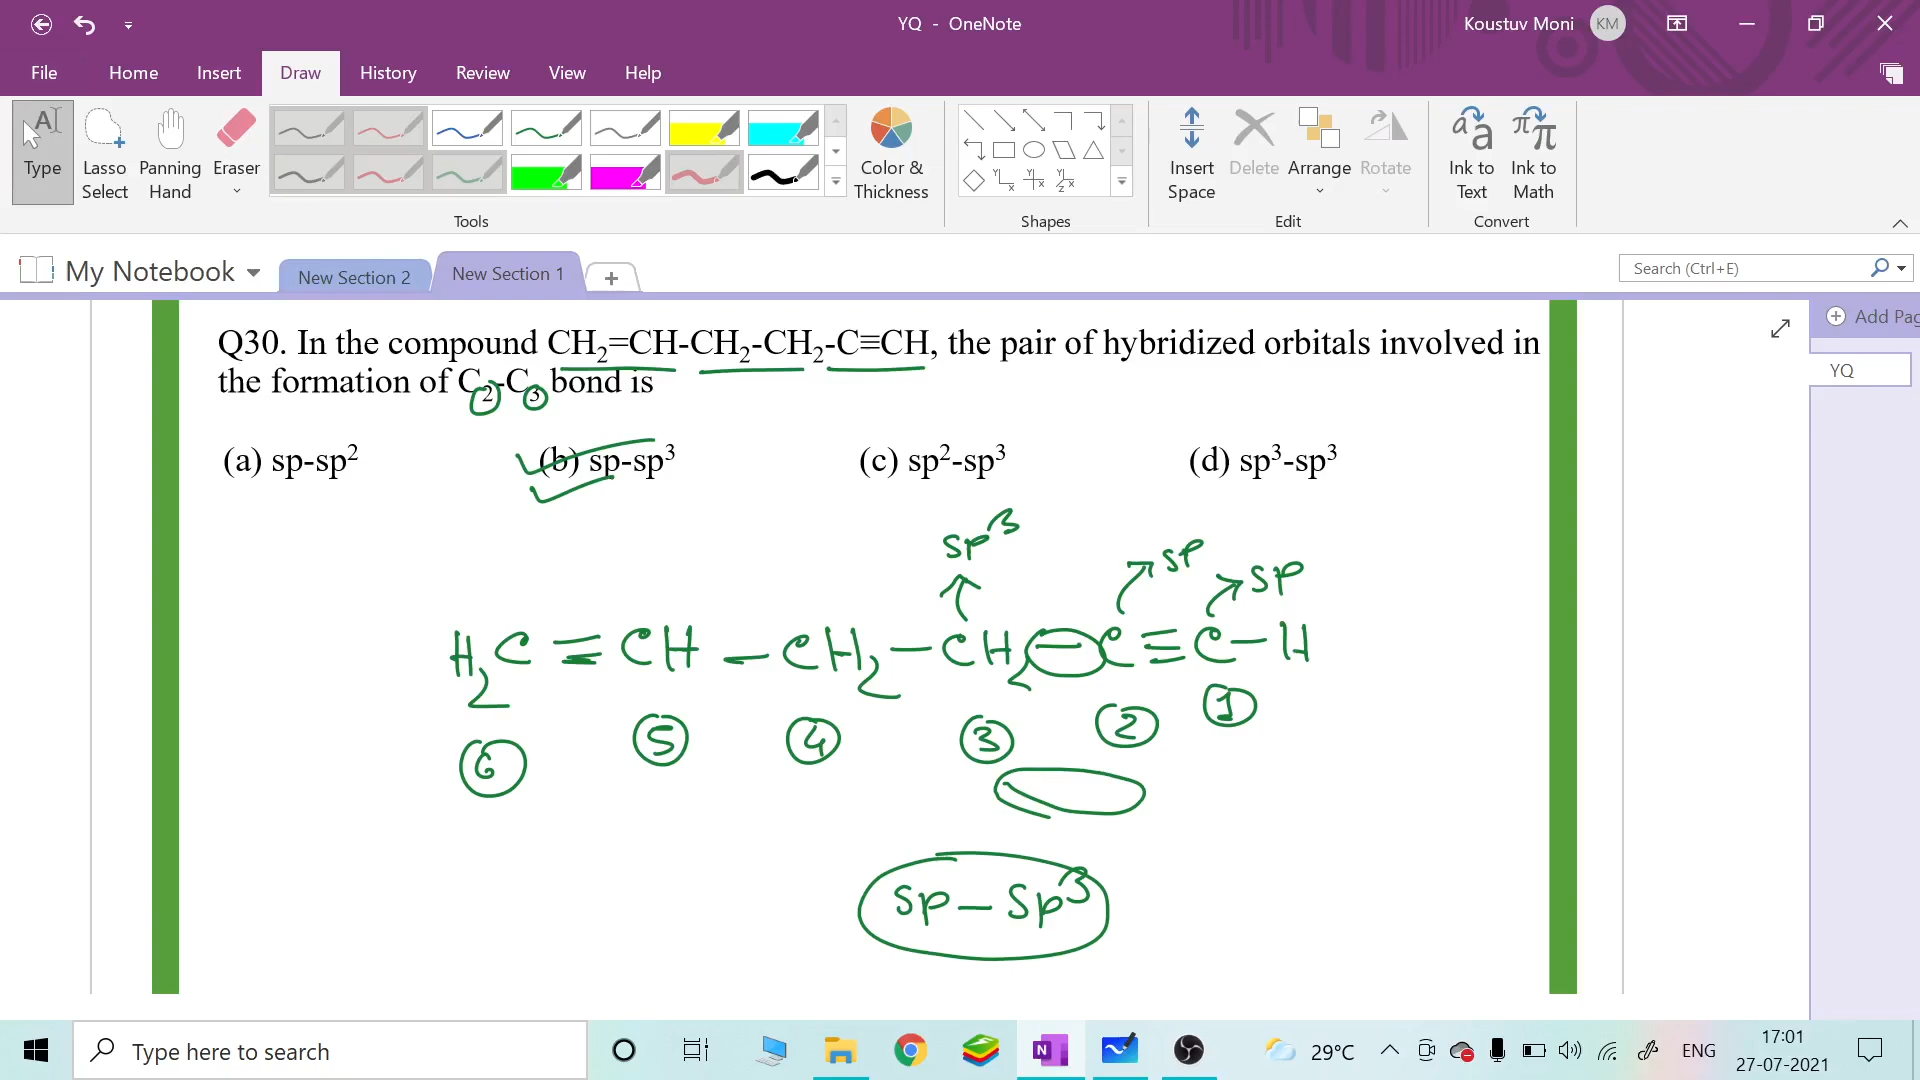 YQ - OneNote
Koustuv Moni KM
File Home Insert Draw History Review View Help
Type
Lasso Select
Panning Hand
Eraser
Color & Thickness
Insert Space
Delete
Arrange
Rotate
Ink to Text
Ink to Math
Tools
Shapes
Edit
Convert
My Notebook New Section 2 New Section 1 + Search (Ctrl+E)
Add Pag
YQ
Q30. In the compound CH₂=CH-CH₂-CH₂-C≡CH, the pair of hybridized orbitals involved in
the formation of C₂-C₃ bond is
(a) sp-sp² (b) sp-sp³ (c) sp²-sp³ (d) sp³-sp³
sp³ sp sp
H₂C = CH - CH₂ - CH₂ - C ≡ C - H
6 5 4 3 2 1
sp - sp³
Type here to search
29°C
ENG
17:01
27-07-2021